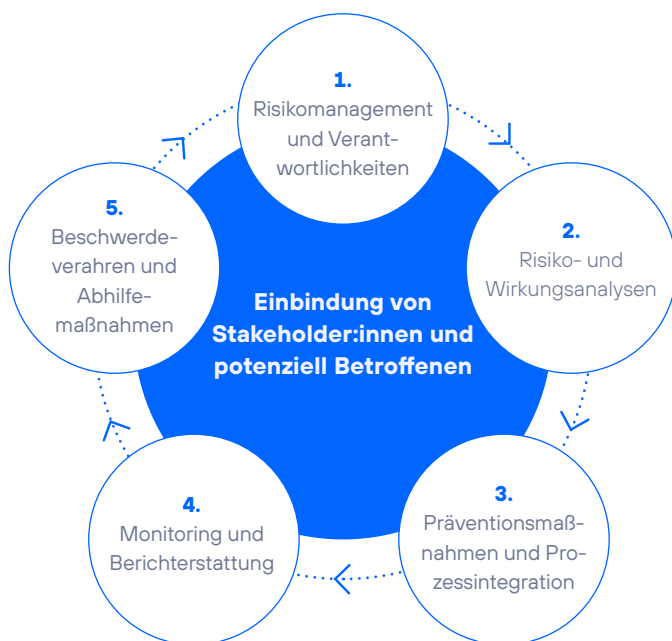 1.
Risikomanagement
und Verant-
wortlichkeiten
2.
Risiko- und
Wirkungsanalysen
3.
Präventionsmaß-
nahmen und Pro-
zessintegration
4.
Monitoring und
Berichterstattung
5.
Beschwerde-
verahren und
Abhilfe-
maßnahmen
Einbindung von
Stakeholder:innen und
potenziell Betroffenen